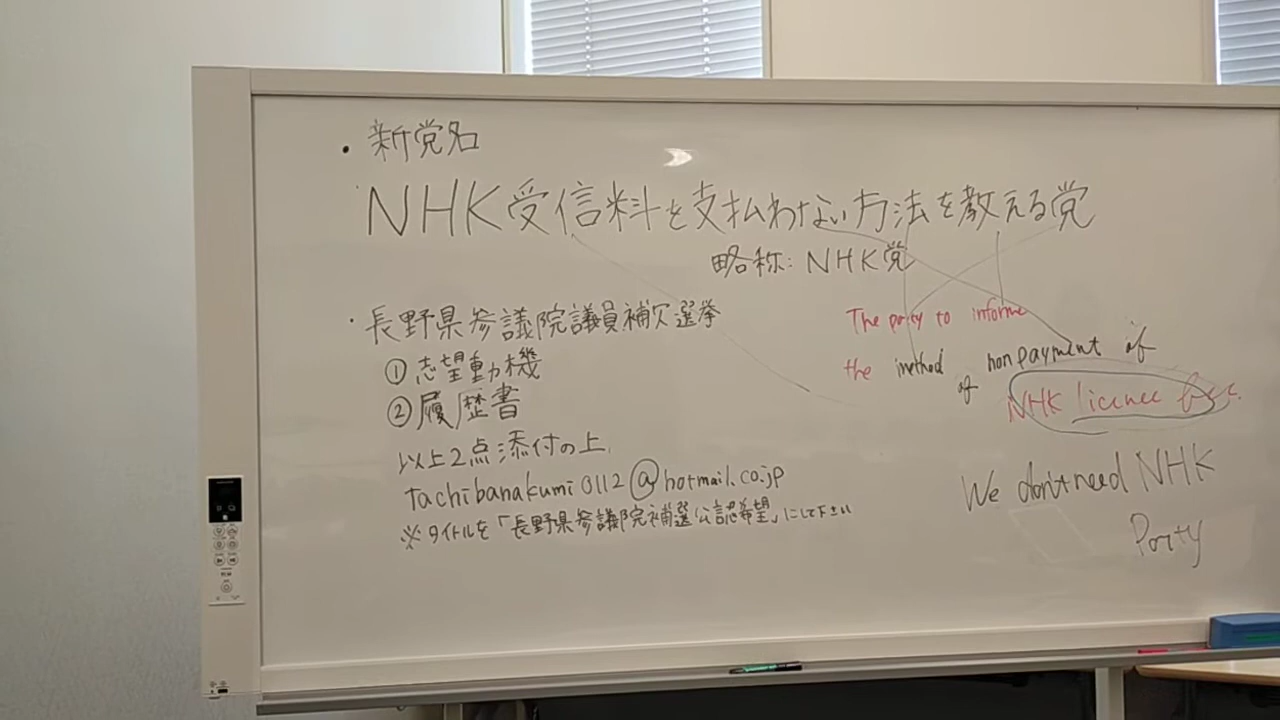 ・新党名
NHK受信料を支払わない方法を教える党
略称:NHK党
・長野県参議院議員補欠選挙
①志望動機
②履歴書
以上2点添付の上
tachibanakumi0112@hotmail.co.jp
※タイトルを「長野県参議院補選公認希望」にして下さい
The party to informe
the method of nonpayment of
NHK licence fee.
We don't need NHK
Party